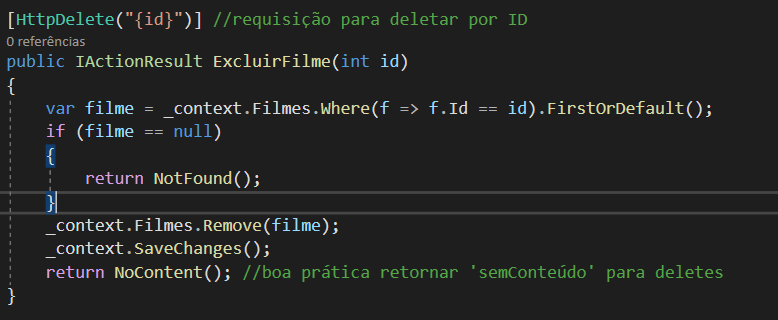 [HttpDelete("{id}")] //requisição para deletar por ID
0 referências
public IActionResult ExcluirFilme(int id)
{
    var filme = _context.Filmes.Where(f => f.Id == id).FirstOrDefault();
    if (filme == null)
    {
        return NotFound();
    }
    _context.Filmes.Remove(filme);
    _context.SaveChanges();
    return NoContent(); //boa prática retornar 'semConteúdo' para deletes
}